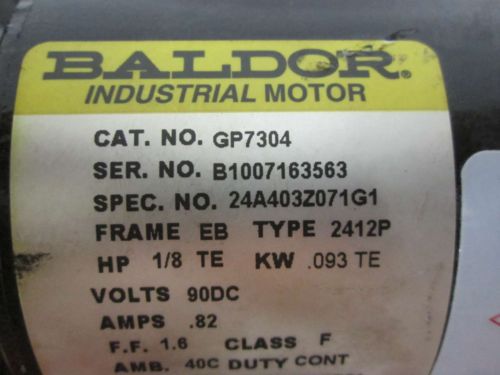 BALDOR®
INDUSTRIAL MOTOR
CAT. NO. GP7304
SER. NO. B1007163563
SPEC. NO. 24A403Z071G1
FRAME EB TYPE 2412P
HP 1/8 TE KW .093 TE
VOLTS 90DC
AMPS .82
F.F. 1.6 CLASS F
AMB. 40C DUTY CONT